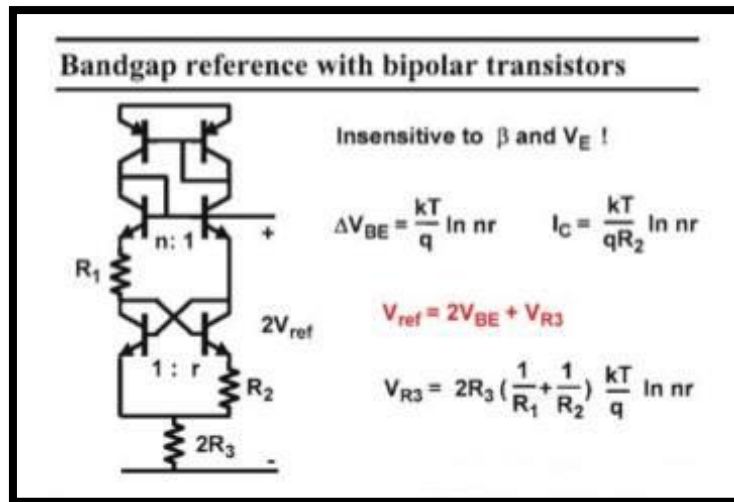 Bandgap reference with bipolar transistors
Insensitive to β and V_E !
ΔV_BE = kT/q ln nr
I_C = kT/qR_2 ln nr
V_ref = 2V_BE + V_R3
V_R3 = 2R_3 (1/R_1 + 1/R_2) kT/q ln nr
n: 1
+
R_1
2V_ref
1 : r
R_2
2R_3
-